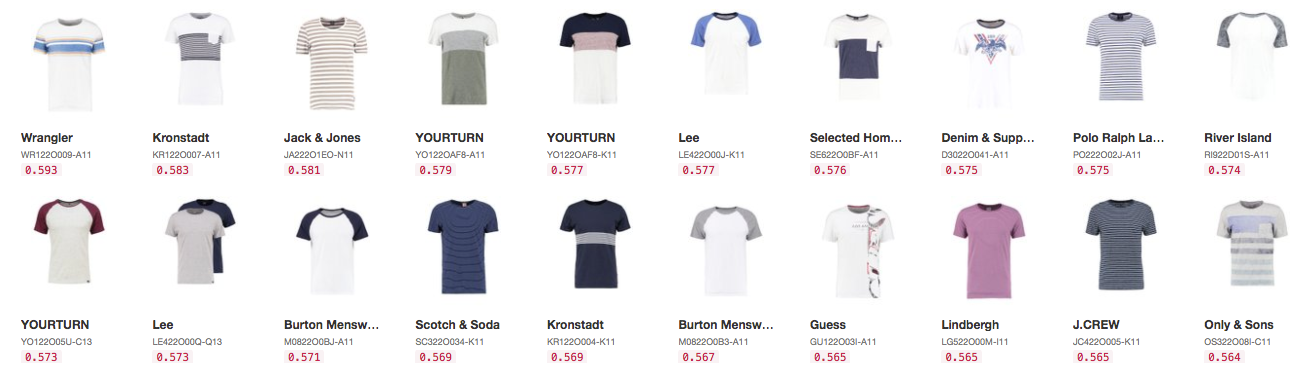 Wrangler
WR122O009-A11
0.593
Kronstadt
KR122O007-A11
0.583
Jack & Jones
JA222O1EO-N11
0.581
YOURTURN
YO122OAF8-A11
0.579
YOURTURN
YO122OAF8-K11
0.577
Lee
LE422O00J-K11
0.577
Selected Hom...
SE622O0BF-A11
0.576
Denim & Supp...
D3022O041-A11
0.575
Polo Ralph La...
PO222O02J-A11
0.575
River Island
RI922D01S-A11
0.574
YOURTURN
YO122O05U-C13
0.573
Lee
LE422O00Q-Q13
0.573
Burton Mensw...
M0822O0BJ-A11
0.571
Scotch & Soda
SC322O034-K11
0.569
Kronstadt
KR122O004-K11
0.569
Burton Mensw...
M0822O0B3-A11
0.567
Guess
GU122O03I-A11
0.565
Lindbergh
LG522O00M-I11
0.565
J.CREW
JC422O005-K11
0.565
Only & Sons
OS322O08I-C11
0.564